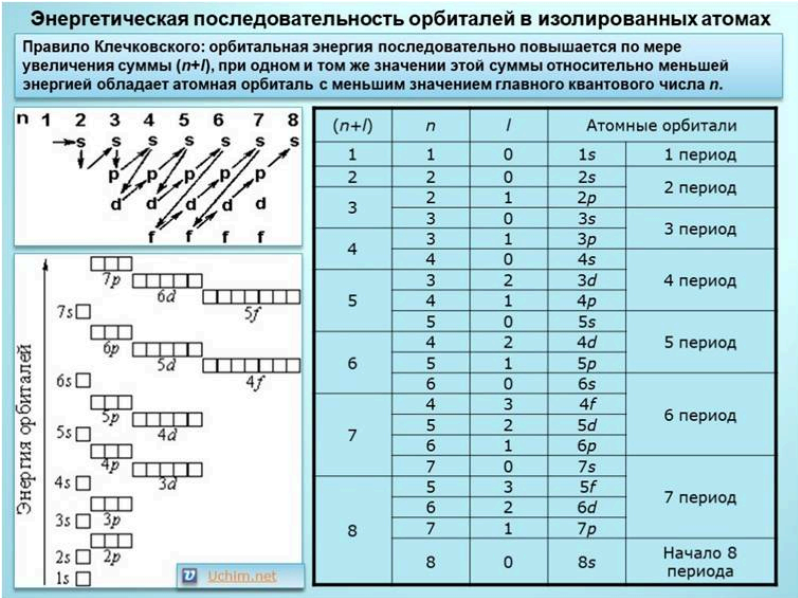 Энергетическая последовательность орбиталей в изолированных атомах
Правило Клечковского: орбитальная энергия последовательно повышается по мере
увеличения суммы (n+l), при одном и том же значении этой суммы относительно меньшей
энергией обладает атомная орбиталь с меньшим значением главного квантового числа n.
n 1 2 3 4 5 6 7 8
s s s s s s s
p p p p p
d d d d d
f f f f
Энергия орбиталей
7p
6d
5f
7s
6p
5d
4f
6s
5p
4d
5s
4p
3d
4s
3p
3s
2p
2s
1s
Uchim.net
(n+l) n l Атомные орбитали
1 1 0 1s 1 период
2 2 0 2s 2 период
3 2 1 2p
3 0 3s 3 период
4 3 1 3p
4 0 4s 4 период
5 3 2 3d
4 1 4p
5 0 5s 5 период
6 4 2 4d
5 1 5p
6 0 6s 6 период
7 4 3 4f
5 2 5d
6 1 6p
7 0 7s 7 период
8 5 3 5f
6 2 6d
7 1 7p
8 0 8s Начало 8
периода